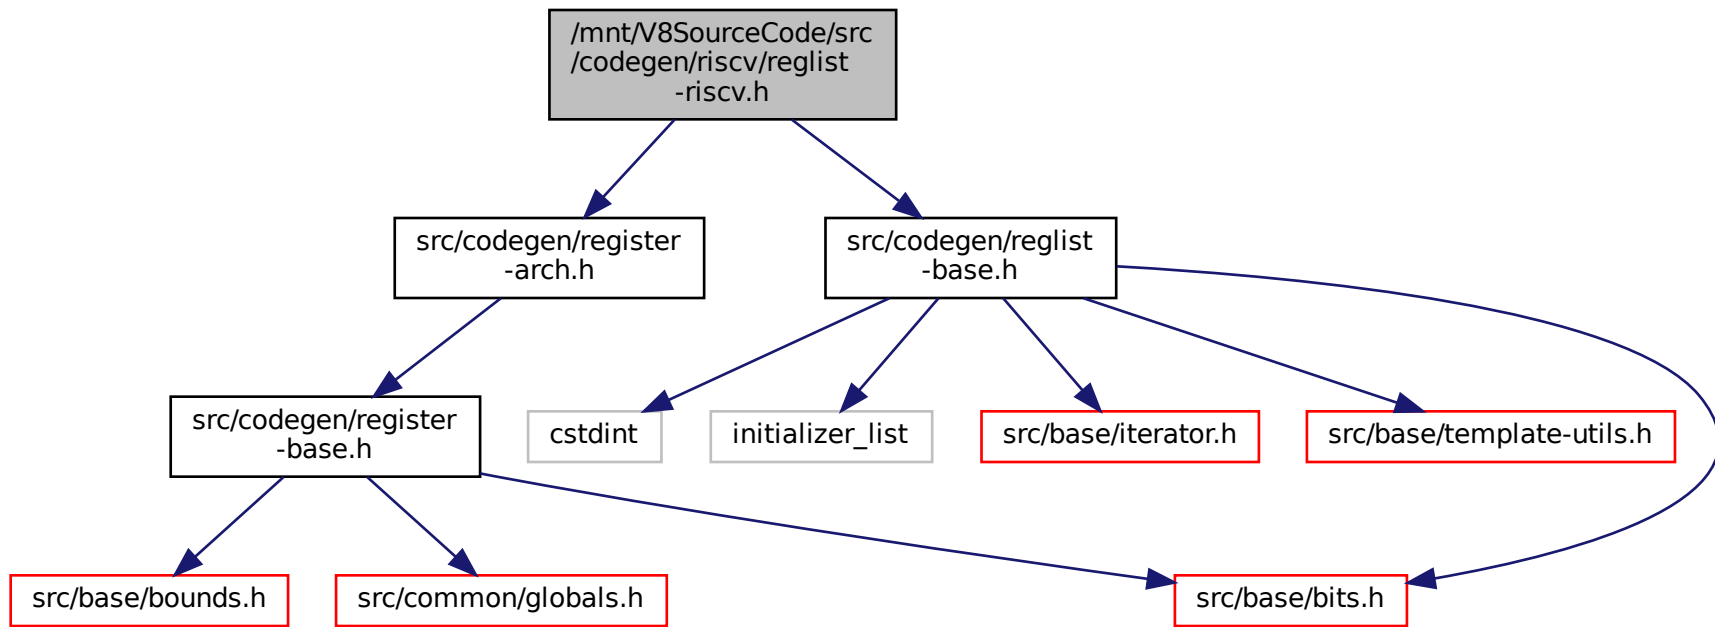 /mnt/V8SourceCode/src
/codegen/riscv/reglist
-riscv.h
src/codegen/register
-arch.h
src/codegen/reglist
-base.h
src/codegen/register
-base.h
cstdint
initializer_list
src/base/iterator.h
src/base/template-utils.h
src/base/bounds.h
src/common/globals.h
src/base/bits.h